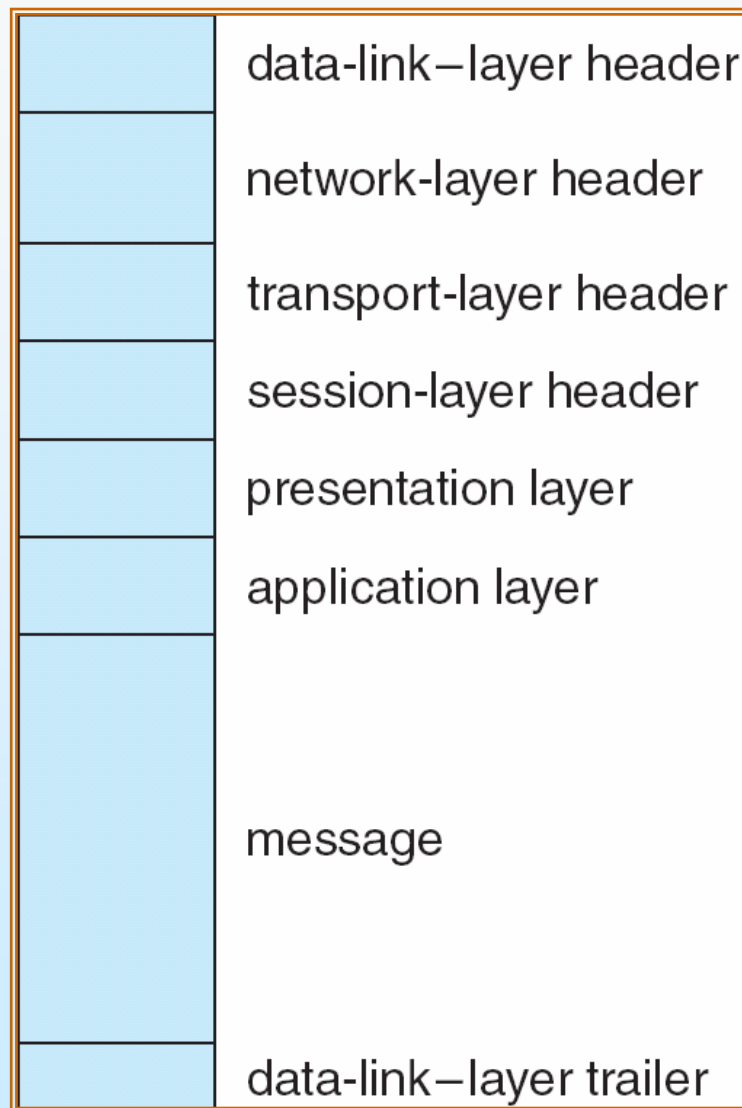 data-link–layer header
network-layer header
transport-layer header
session-layer header
presentation layer
application layer
message
data-link–layer trailer